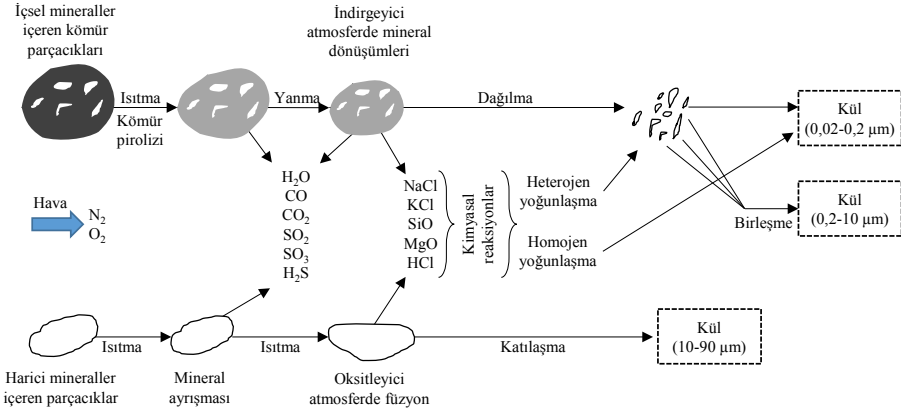 İçsel mineraller
içeren kömür
parçacıkları
İndirgeyici
atmosferde mineral
dönüşümleri
Isıtma
Kömür
pirolizi
Yanma
Dağılma
Kül
(0,02-0,2 µm)
Hava
N2
O2
H2O
CO
CO2
SO2
SO3
H2S
NaCl
KCl
SiO
MgO
HCl
Kimyasal
reaksiyonlar
Heterojen
yoğunlaşma
Homojen
yoğunlaşma
Birleşme
Kül
(0,2-10 µm)
Isıtma
Isıtma
Katılaşma
Kül
(10-90 µm)
Harici mineraller
içeren parçacıklar
Mineral
ayrışması
Oksitleyici
atmosferde füzyon